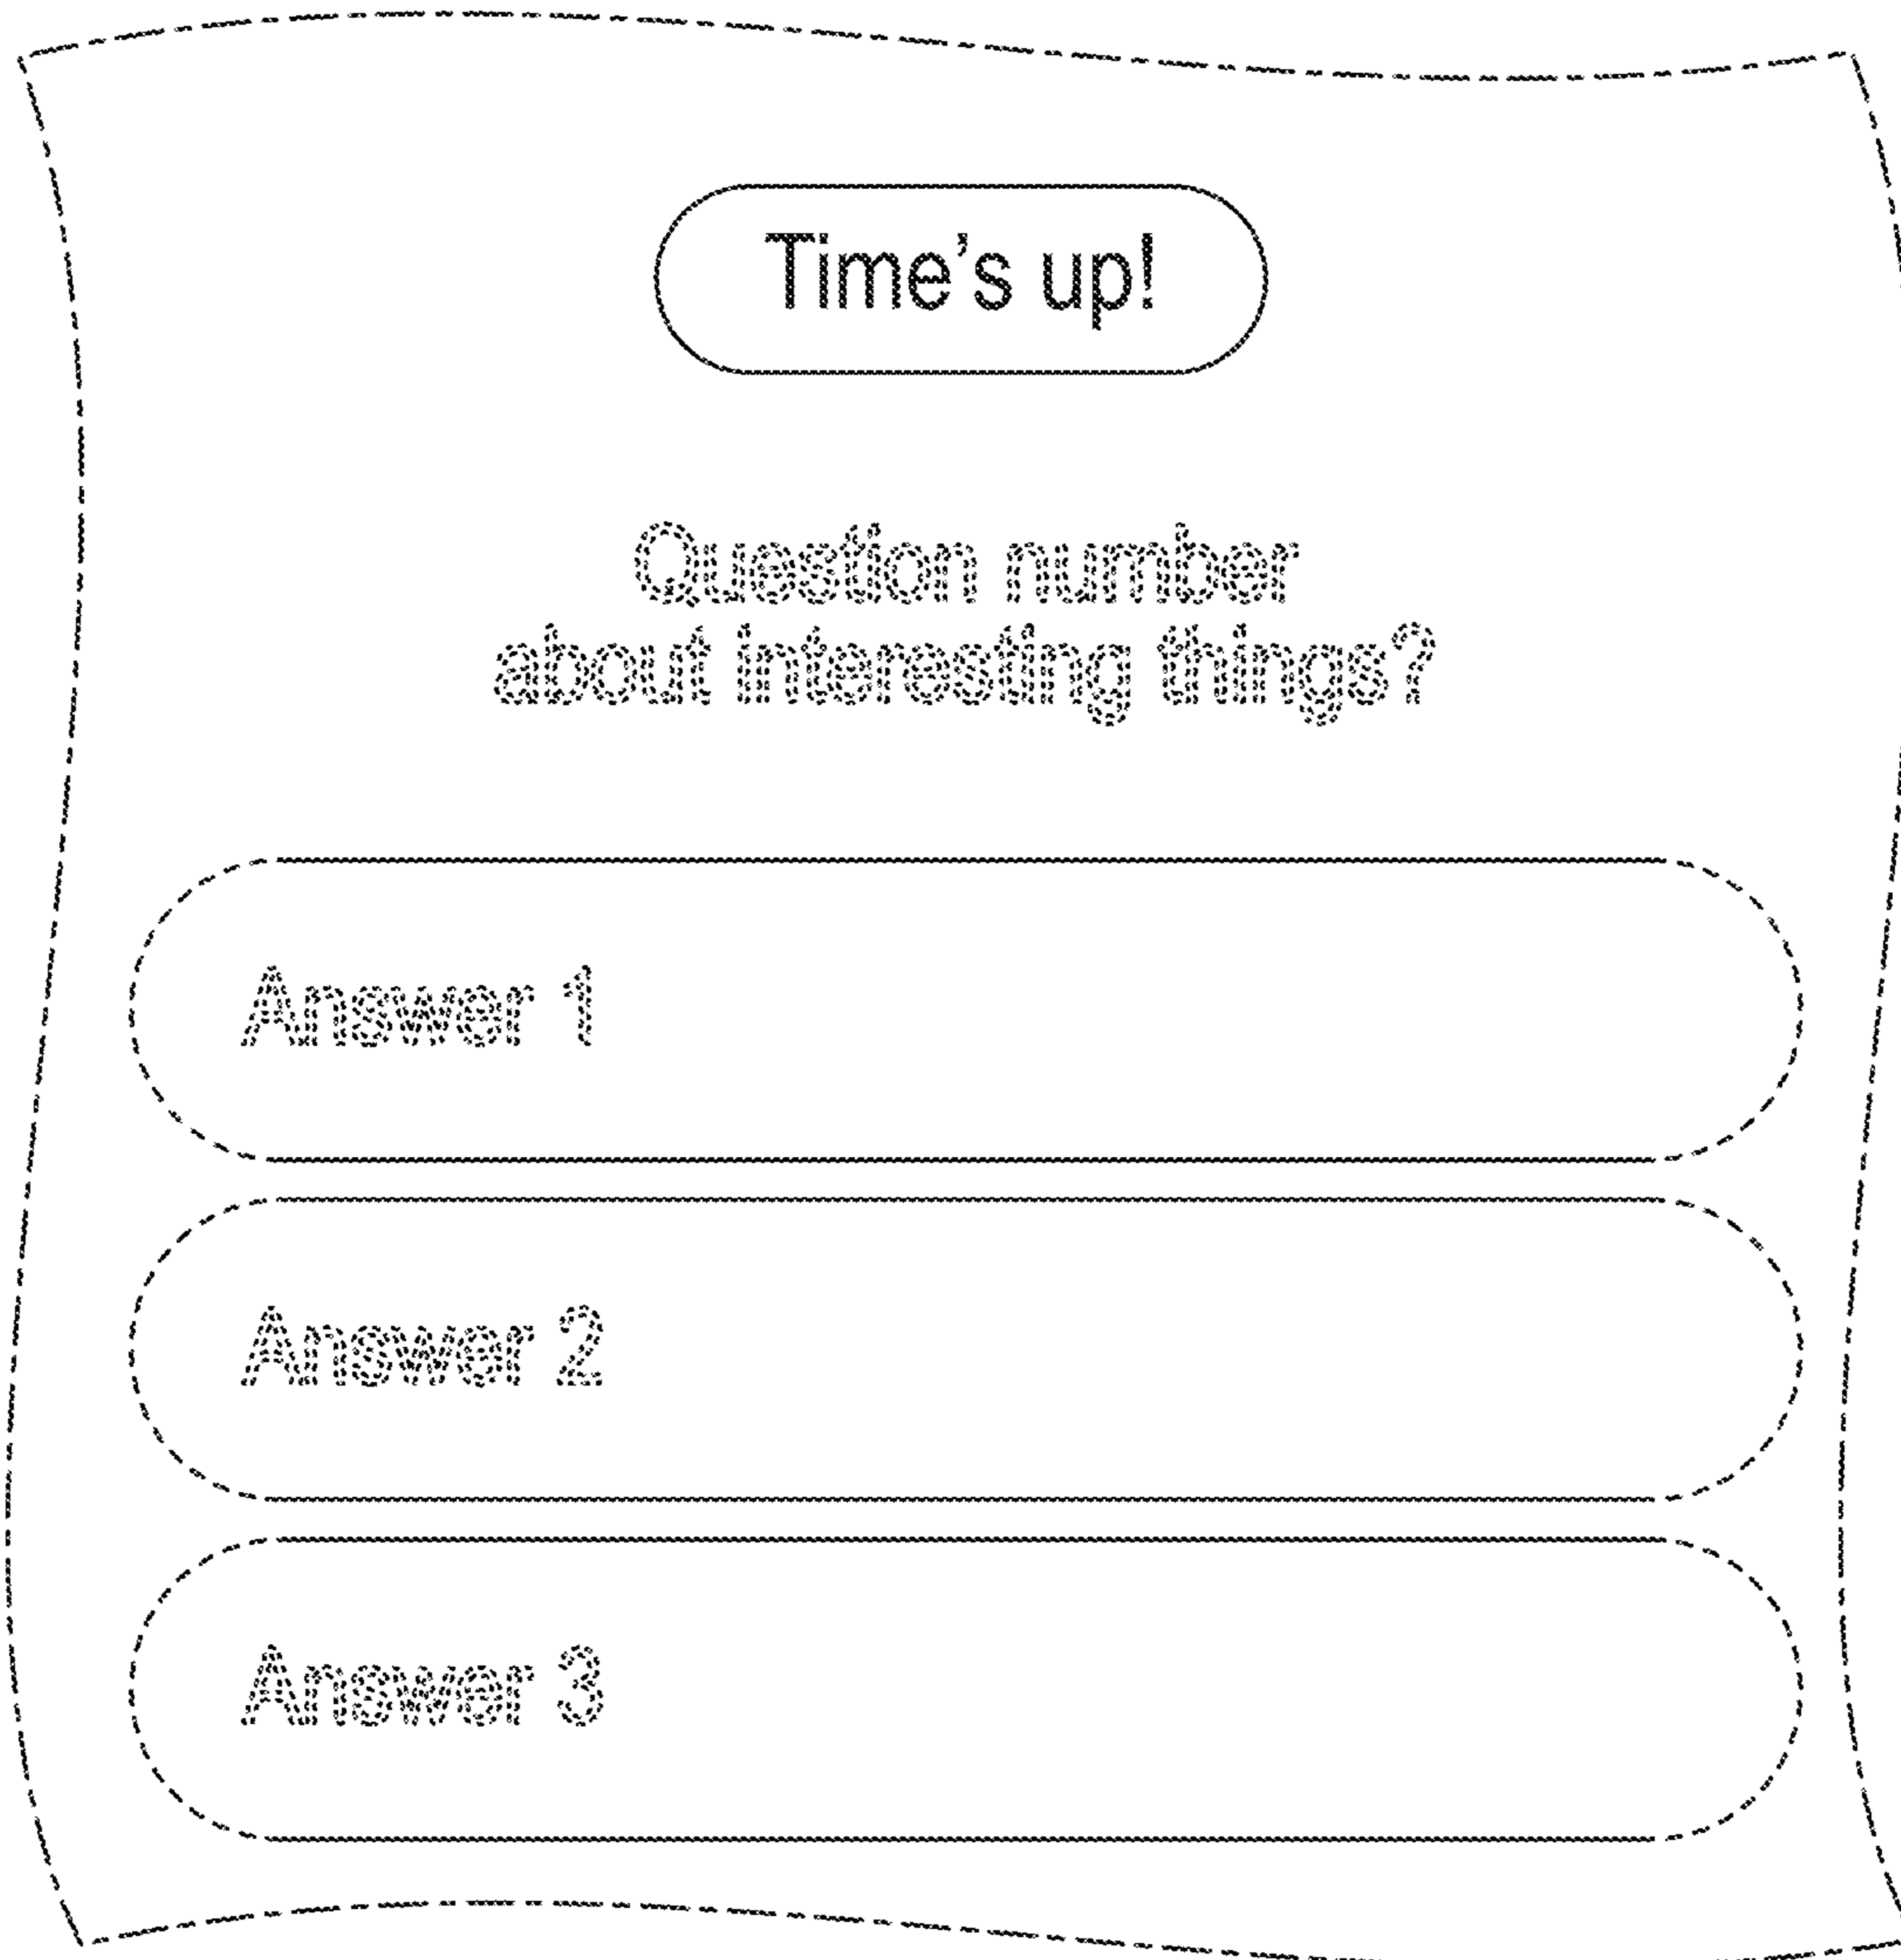 Time’s up!
Question number
about interesting things?
Answer 1
Answer 2
Answer 3